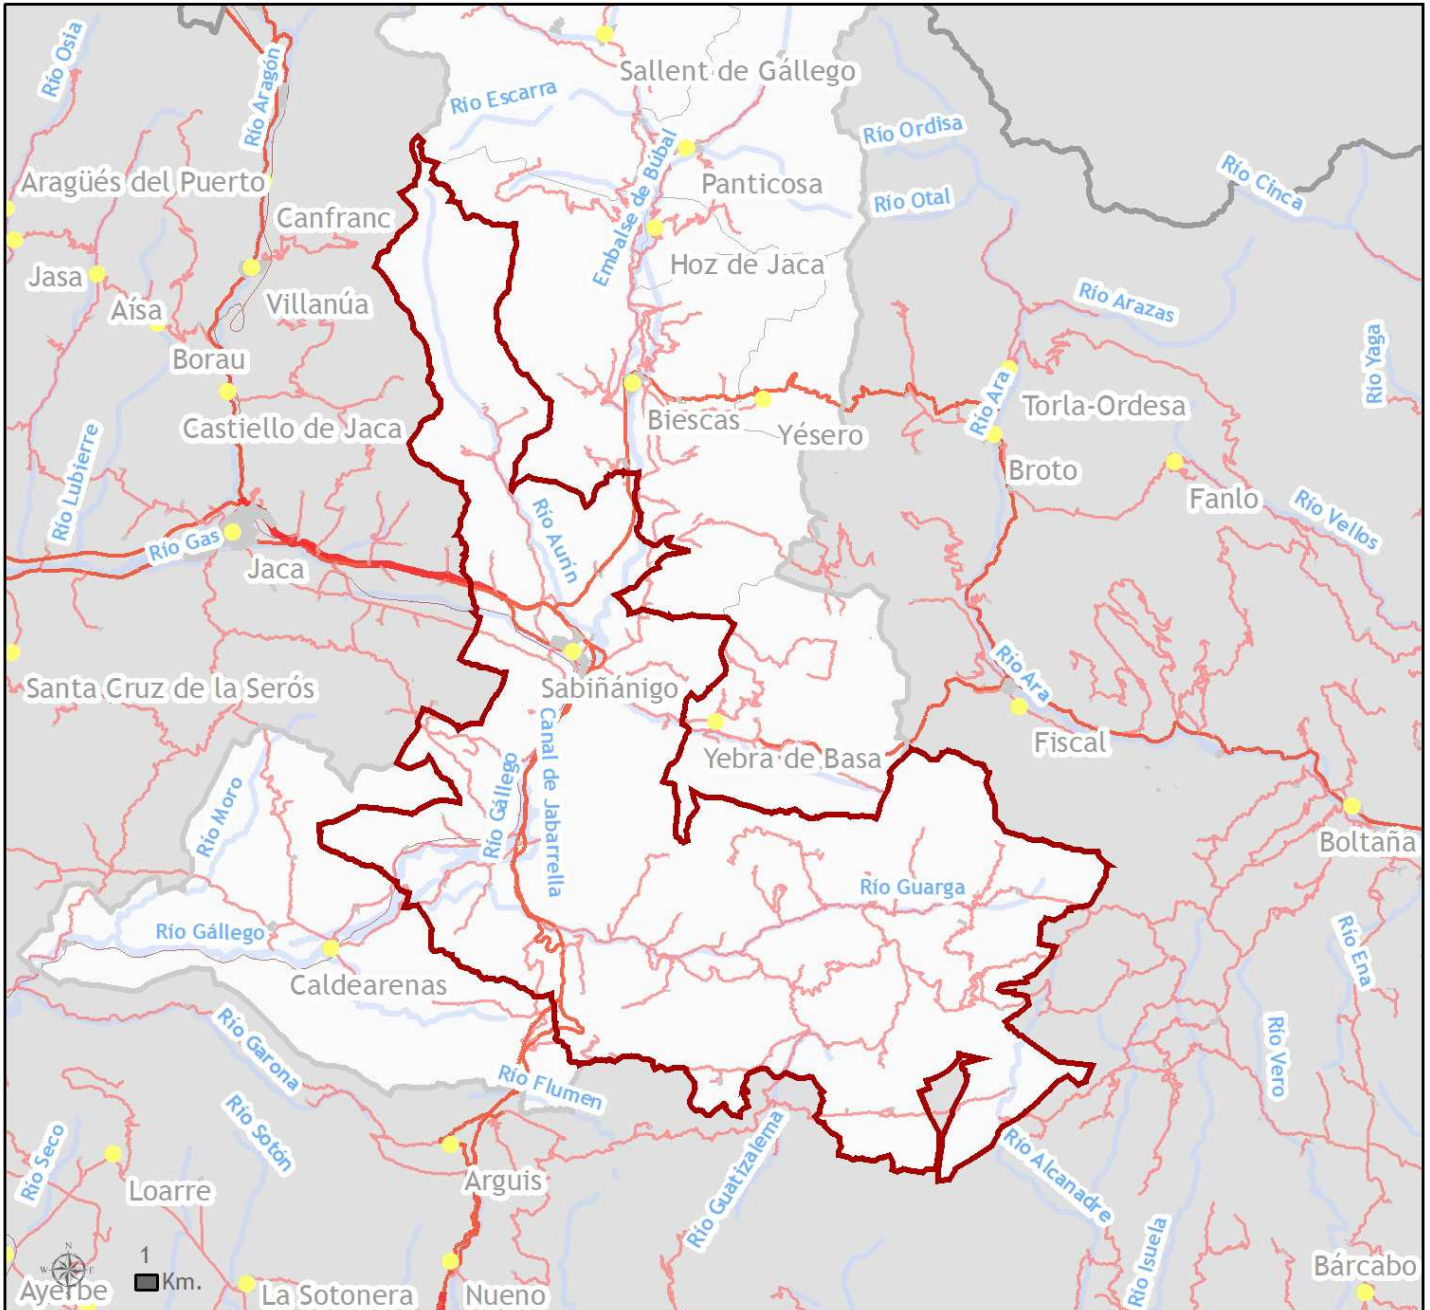 Río Osia
Río Aragón
Sallent de Gállego
Río Escarra
Río Ordisa
Embalse de Búbal
Río Cinca
Aragüés del Puerto
Panticosa
Río Otal
Canfranc
Hoz de Jaca
Jasa
Villanúa
Aísa
Río Arazas
Borau
Río Yaga
Río Ara
Torla-Ordesa
Biescas
Castiello de Jaca
Yésero
Broto
Río Lubierre
Fanlo
Río Vellos
Río Gas
Río Aurín
Jaca
Santa Cruz de la Serós
Sabiñánigo
Río Ara
Canal de Jabarrella
Fiscal
Yebra de Basa
Río Gállego
Río Moro
Boltaña
Río Guarga
Río Gállego
Río Ena
Caldearenas
Río Garona
Río Vero
Río Flumen
Río Sotón
Río Seco
Arguis
Río Guatizalema
Río Alcanadre
Loarre
Río Isuela
N
W
E
S
1
Km.
Ayerbe
La Sotonera
Nueno
Bárcabo